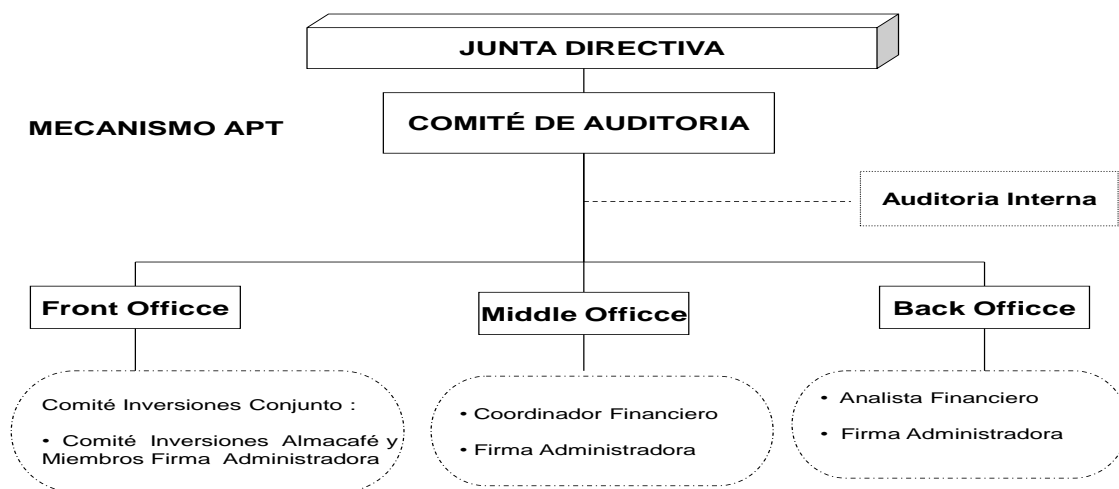 JUNTA DIRECTIVA
MECANISMO APT
COMITÉ DE AUDITORIA
Auditoria Interna
Front Officce
Middle Officce
Back Officce
Comité Inversiones Conjunto :
• Comité Inversiones Almacafé y
Miembros Firma Administradora
• Coordinador Financiero
• Firma Administradora
• Analista Financiero
• Firma Administradora